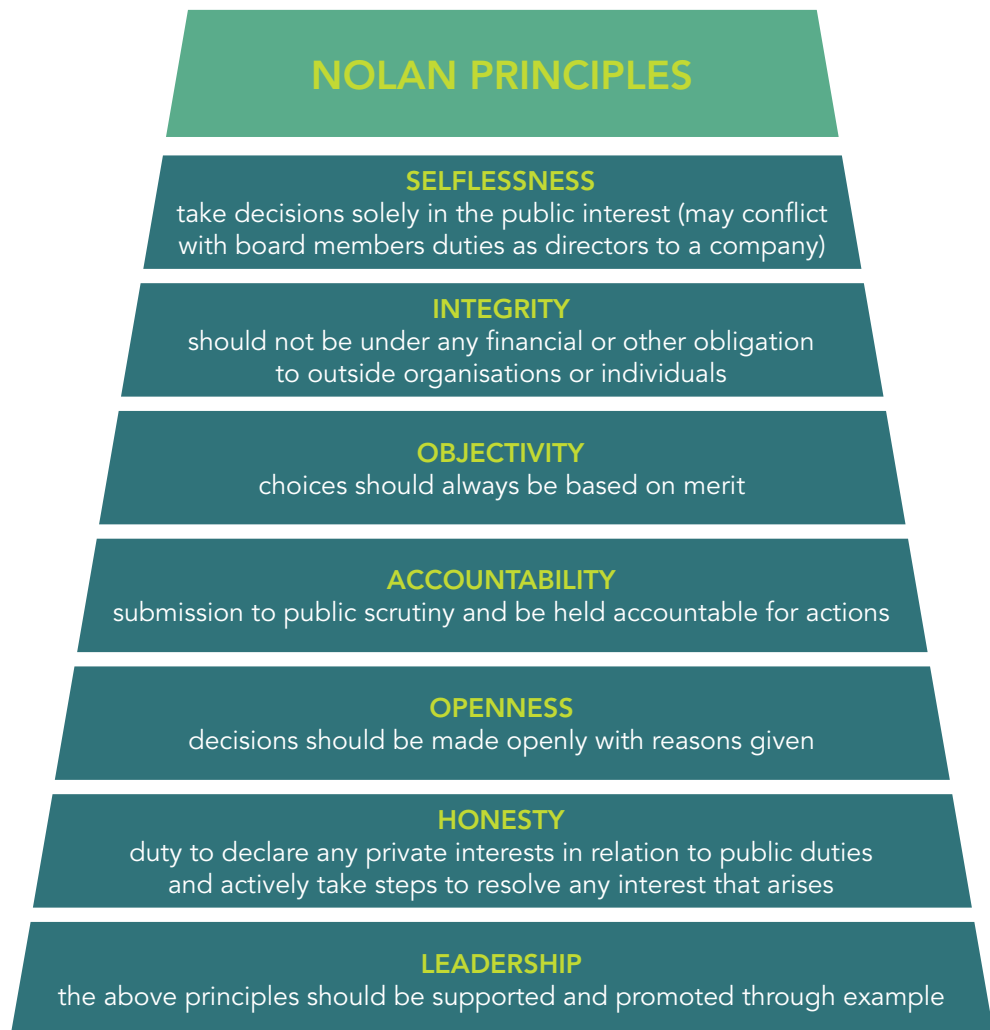 NOLAN PRINCIPLES
SELFLESSNESS
take decisions solely in the public interest (may conflict
with board members duties as directors to a company)
INTEGRITY
should not be under any financial or other obligation
to outside organisations or individuals
OBJECTIVITY
choices should always be based on merit
ACCOUNTABILITY
submission to public scrutiny and be held accountable for actions
OPENNESS
decisions should be made openly with reasons given
HONESTY
duty to declare any private interests in relation to public duties
and actively take steps to resolve any interest that arises
LEADERSHIP
the above principles should be supported and promoted through example